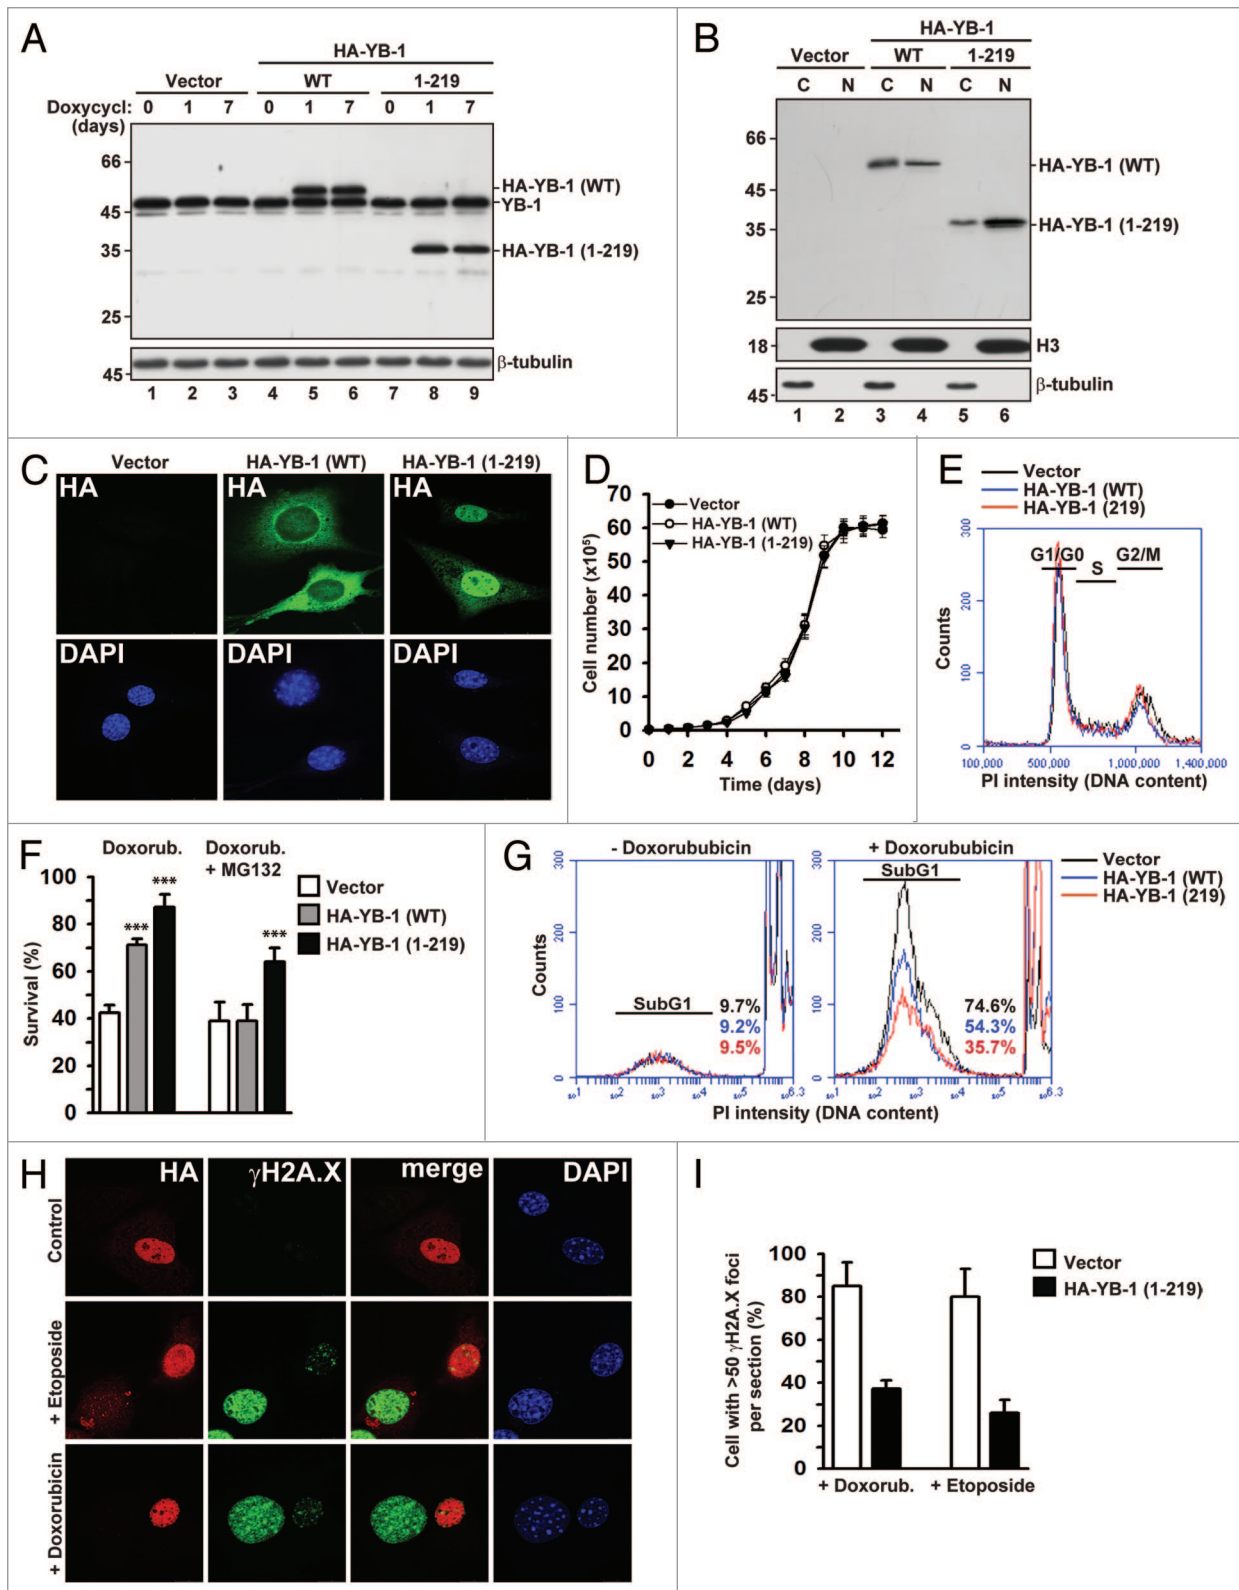 A
HA-YB-1
Vector WT 1-219
Doxycycl: 0 1 7 0 1 7 0 1 7
(days)
66
HA-YB-1 (WT)
YB-1
45
35
HA-YB-1 (1-219)
25
β-tubulin
45
1 2 3 4 5 6 7 8 9
B
HA-YB-1
Vector WT 1-219
C N C N C N
66
HA-YB-1 (WT)
45
35
HA-YB-1 (1-219)
25
18 H3
β-tubulin
45
1 2 3 4 5 6
C
Vector HA-YB-1 (WT) HA-YB-1 (1-219)
HA HA HA
DAPI DAPI DAPI
D
Vector
HA-YB-1 (WT)
HA-YB-1 (1-219)
Cell number (x10⁵)
70
60
50
40
30
20
10
0
0 2 4 6 8 10 12
Time (days)
E
Vector
HA-YB-1 (WT)
HA-YB-1 (219)
G1/G0 S G2/M
Counts
300
200
100
0
100,000 500,000 1,000,000 1,400,000
PI intensity (DNA content)
F
Doxorub. Doxorub.
+ MG132
Vector
HA-YB-1 (WT)
HA-YB-1 (1-219)
*** *** ***
Survival (%)
100
80
60
40
20
0
G
- Doxorububicin + Doxorububicin
Vector
HA-YB-1 (WT)
HA-YB-1 (219)
Counts
300 300
200 200
100 100
0 0
SubG1 SubG1
9.7% 74.6%
9.2% 54.3%
9.5% 35.7%
PI intensity (DNA content)
H
HA γH2A.X merge DAPI
Control
+ Etoposide
+ Doxorubicin
I
Vector
HA-YB-1 (1-219)
Cell with >50 γH2A.X foci
per section (%)
100
80
60
40
20
0
+ Doxorub. + Etoposide